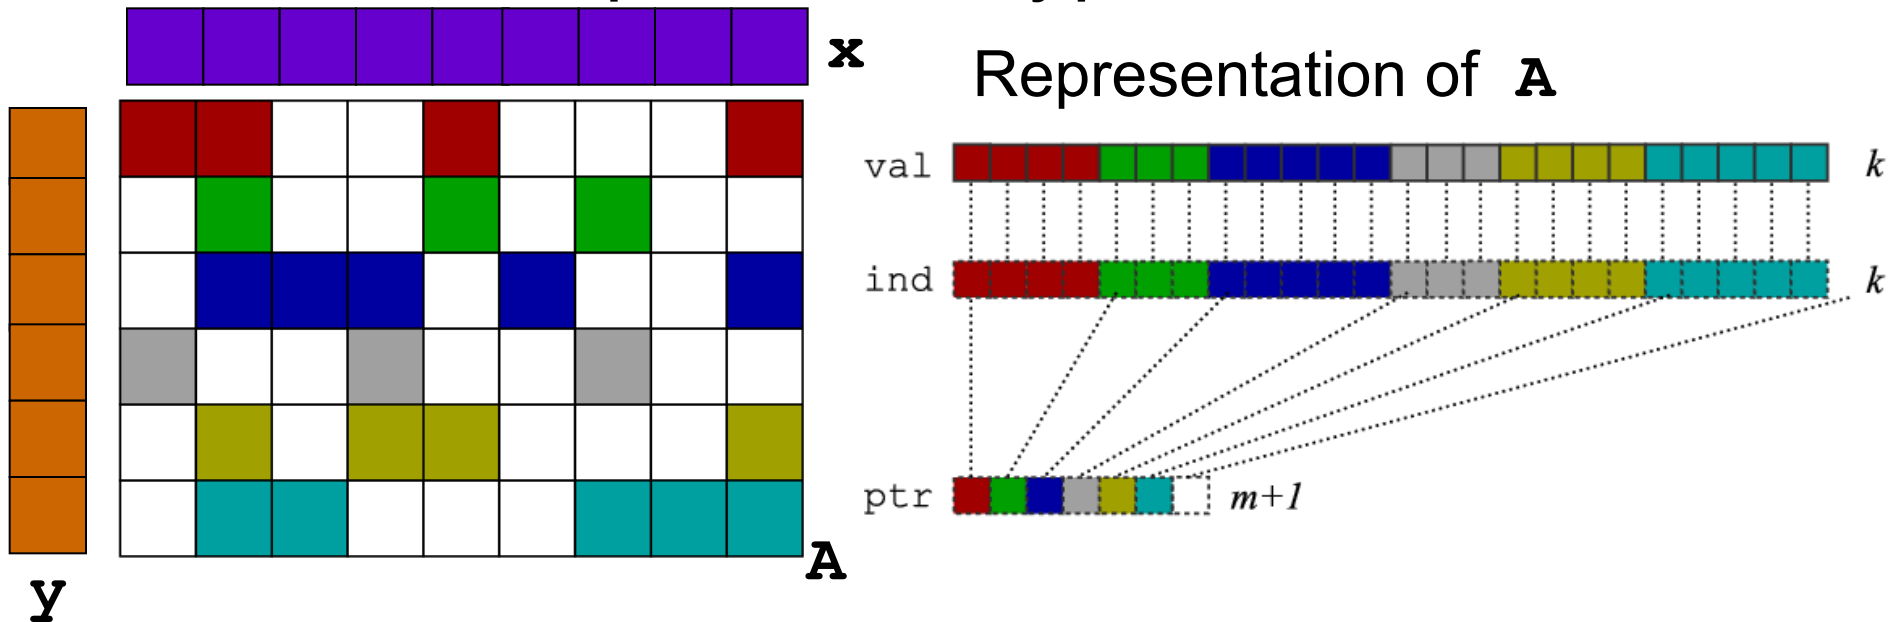 x
Representation of A
val k
ind k
ptr m+1
A
y